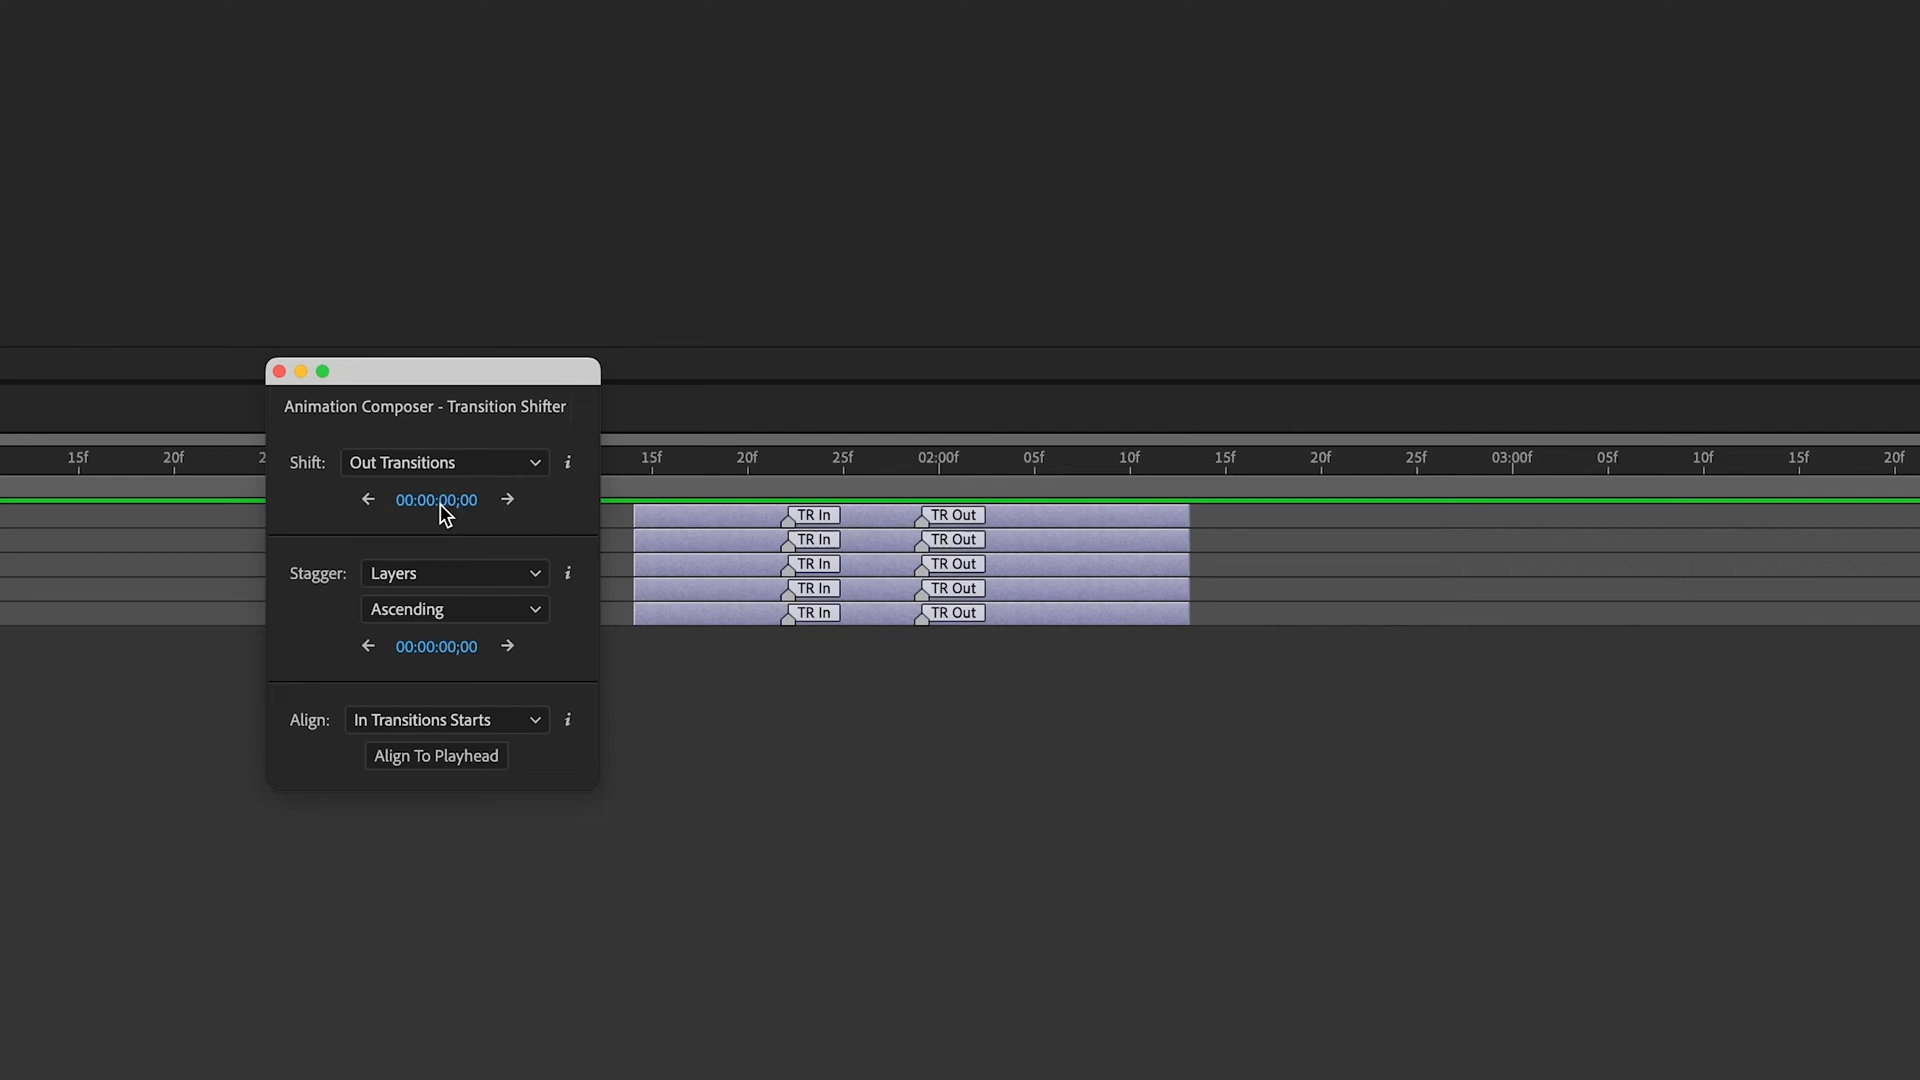 Animation Composer - Transition Shifter
15f 20f 2 15f 20f 25f 02:00f 05f 10f 15f 20f 25f 03:00f 05f 10f 15f 20f
Shift: Out Transitions i
00:00:00;00
TR In TR Out
TR In TR Out
TR In TR Out
TR In TR Out
TR In TR Out
Stagger: Layers i
Ascending
00:00:00;00
Align: In Transitions Starts i
Align To Playhead